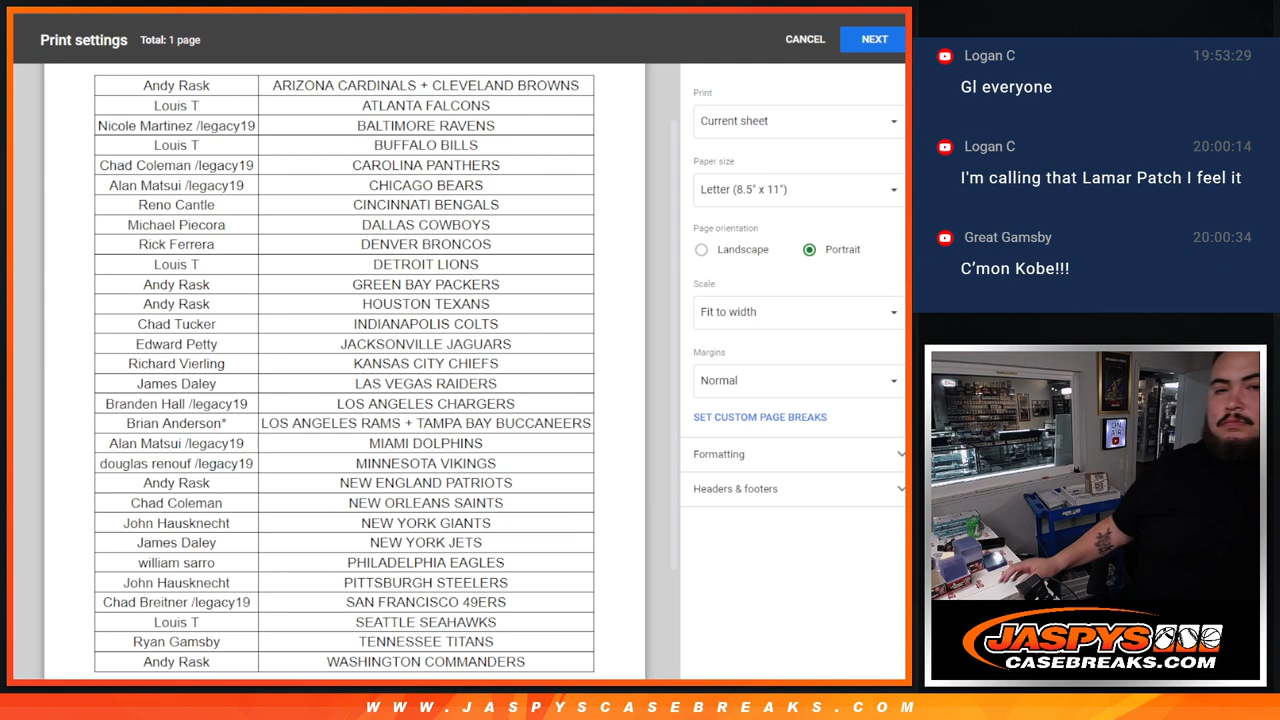 Print settings Total: 1 page CANCEL NEXT
Andy Rask ARIZONA CARDINALS + CLEVELAND BROWNS
Louis T ATLANTA FALCONS
Nicole Martinez /legacy19 BALTIMORE RAVENS
Louis T BUFFALO BILLS
Chad Coleman /legacy19 CAROLINA PANTHERS
Alan Matsui /legacy19 CHICAGO BEARS
Reno Cantle CINCINNATI BENGALS
Michael Piecora DALLAS COWBOYS
Rick Ferrera DENVER BRONCOS
Louis T DETROIT LIONS
Andy Rask GREEN BAY PACKERS
Andy Rask HOUSTON TEXANS
Chad Tucker INDIANAPOLIS COLTS
Edward Petty JACKSONVILLE JAGUARS
Richard Vierling KANSAS CITY CHIEFS
James Daley LAS VEGAS RAIDERS
Branden Hall /legacy19 LOS ANGELES CHARGERS
Brian Anderson* LOS ANGELES RAMS + TAMPA BAY BUCCANEERS
Alan Matsui /legacy19 MIAMI DOLPHINS
douglas renouf /legacy19 MINNESOTA VIKINGS
Andy Rask NEW ENGLAND PATRIOTS
Chad Coleman NEW ORLEANS SAINTS
John Hausknecht NEW YORK GIANTS
James Daley NEW YORK JETS
william sarro PHILADELPHIA EAGLES
John Hausknecht PITTSBURGH STEELERS
Chad Breitner /legacy19 SAN FRANCISCO 49ERS
Louis T SEATTLE SEAHAWKS
Ryan Gamsby TENNESSEE TITANS
Andy Rask WASHINGTON COMMANDERS
Print
Current sheet
Paper size
Letter (8.5" x 11")
Page orientation
Landscape Portrait
Scale
Fit to width
Margins
Normal
SET CUSTOM PAGE BREAKS
Formatting
Headers & footers
Logan C 19:53:29
Gl everyone
Logan C 20:00:14
I'm calling that Lamar Patch I feel it
Great Gamsby 20:00:34
C’mon Kobe!!!
ON
AIR
JASPYS
CASEBREAKS.COM
WWW.JASPYSCASEBREAKS.COM